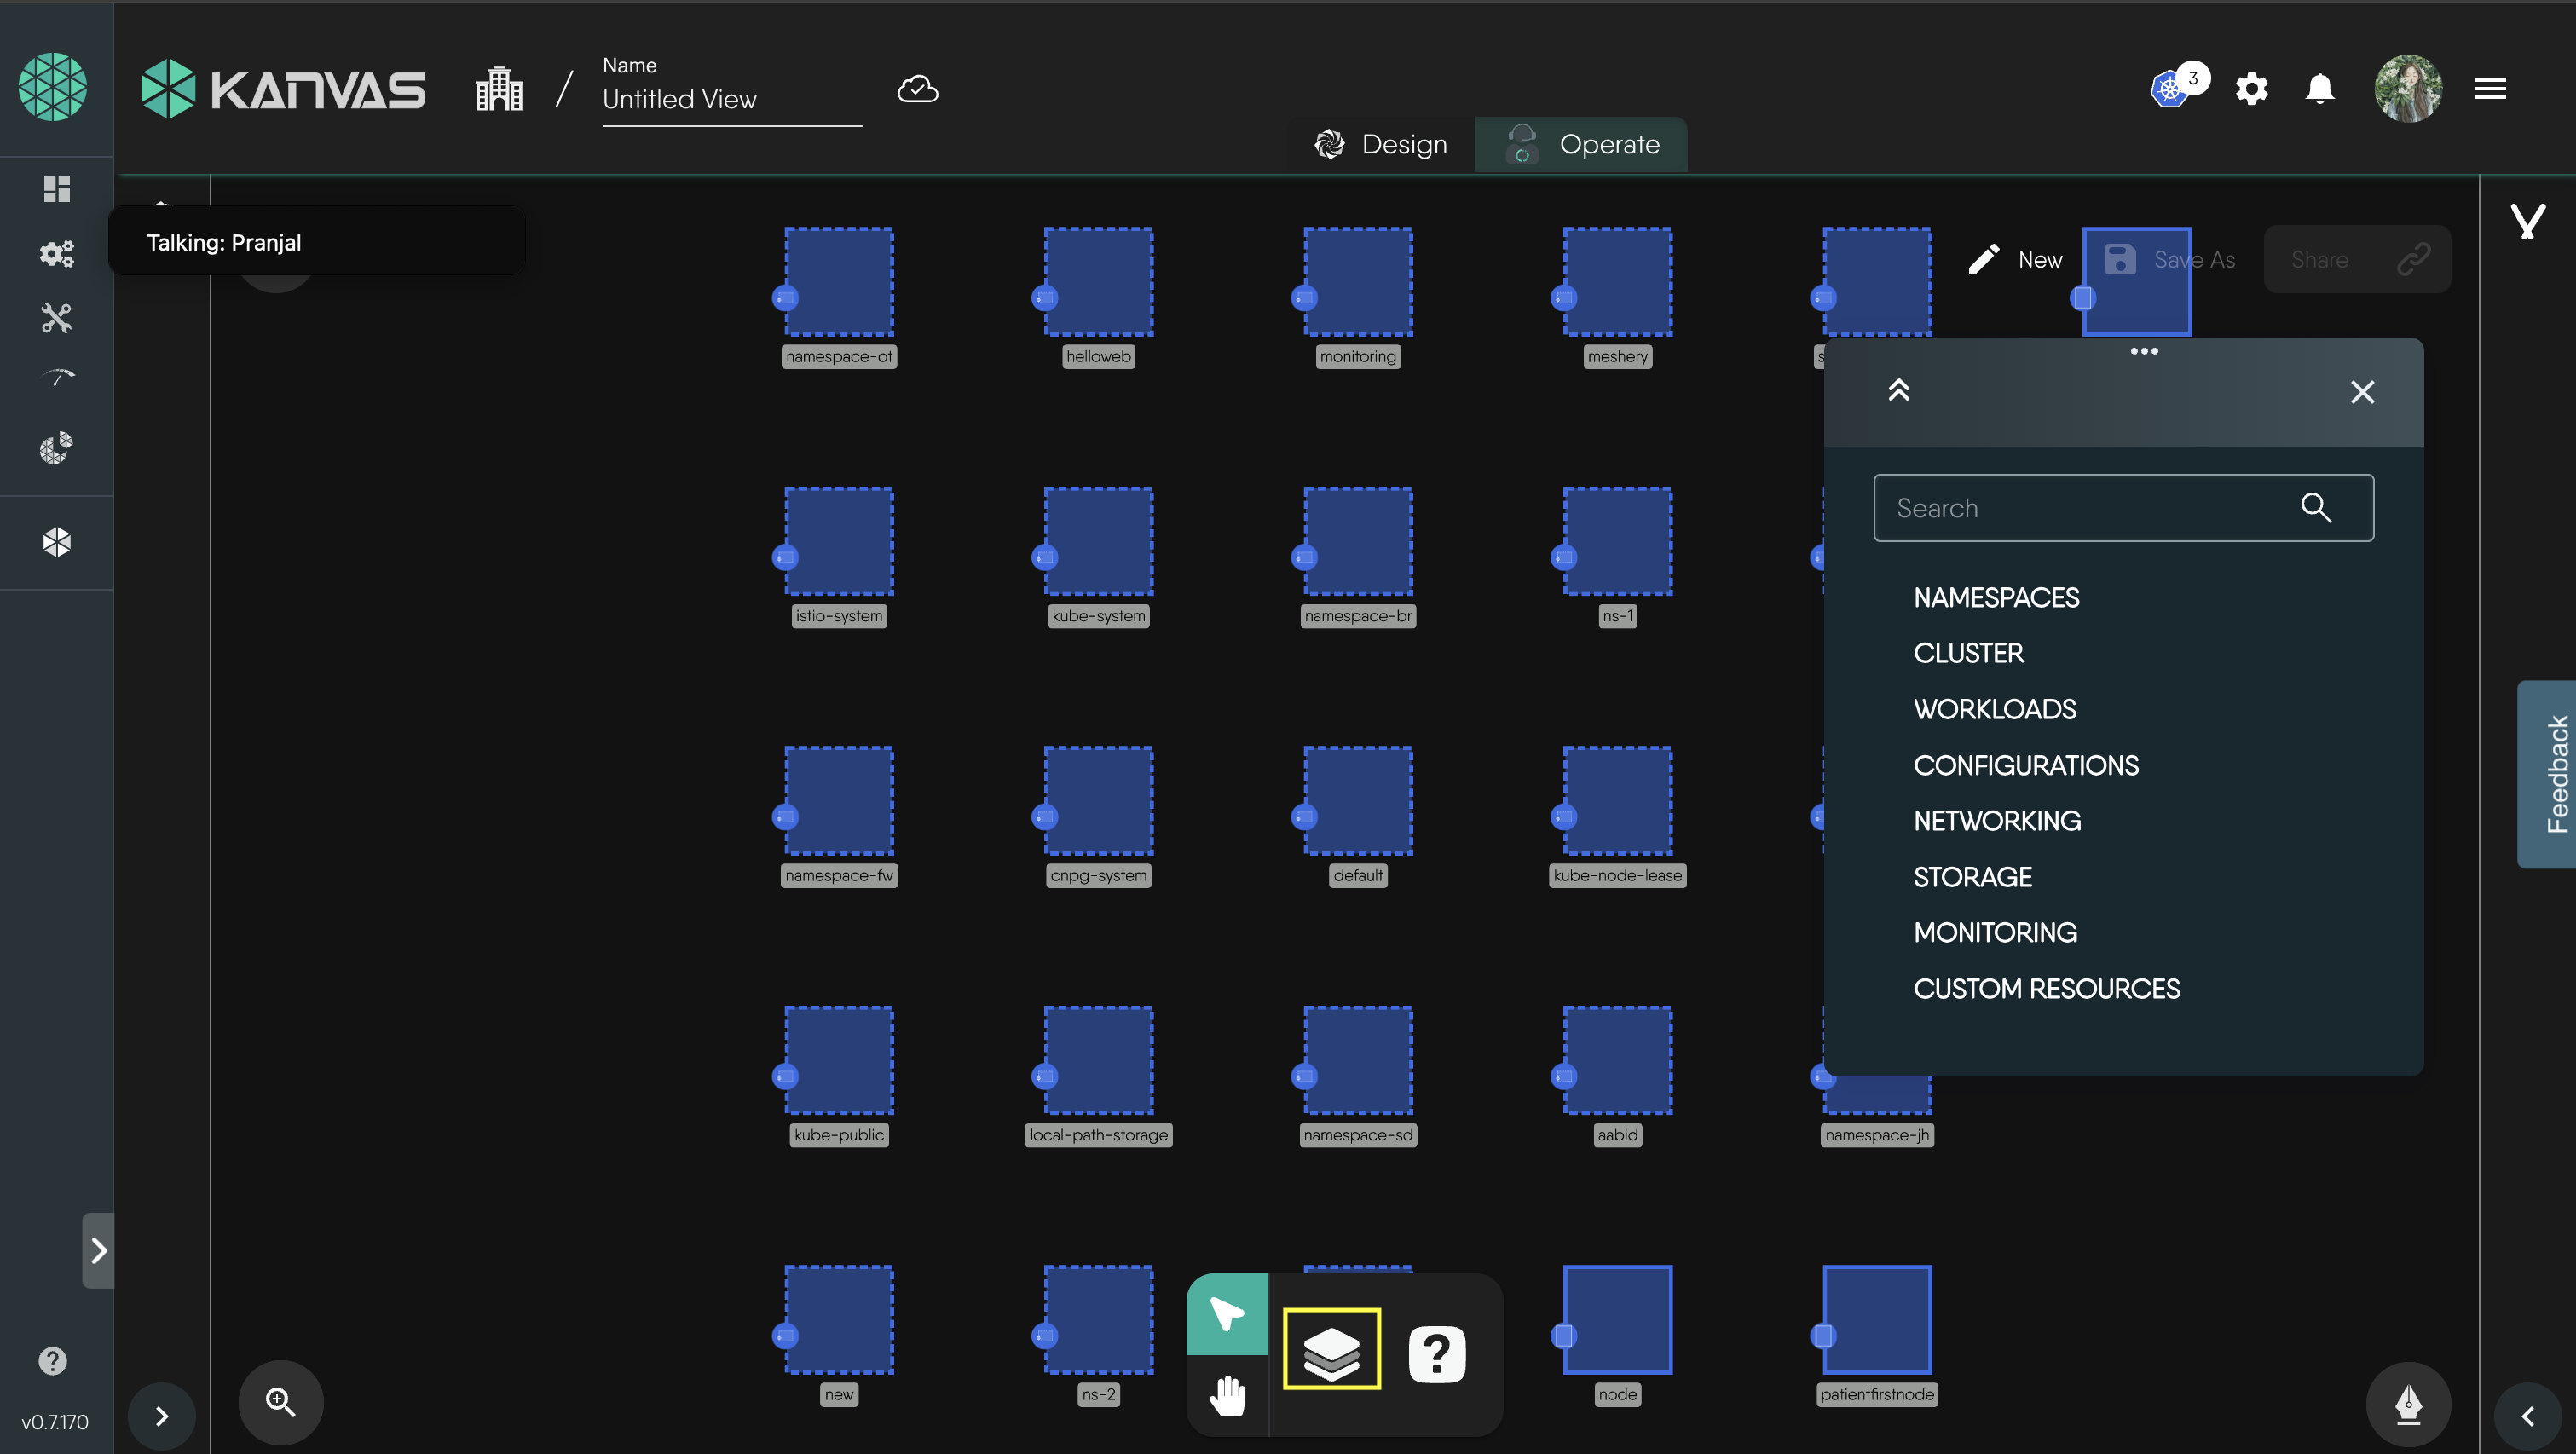 KANVAS
Name
Untitled View
3
Design
Operate
Talking: Pranjal
New
Save As
Share
namespace-ot
helloweb
monitoring
meshery
s
Search
NAMESPACES
CLUSTER
WORKLOADS
CONFIGURATIONS
NETWORKING
STORAGE
MONITORING
CUSTOM RESOURCES
istio-system
kube-system
namespace-br
ns-1
namespace-fw
cnpg-system
default
kube-node-lease
Feedback
kube-public
local-path-storage
namespace-sd
aabid
namespace-jh
new
ns-2
node
patientfirstnode
?
?
v0.7.170